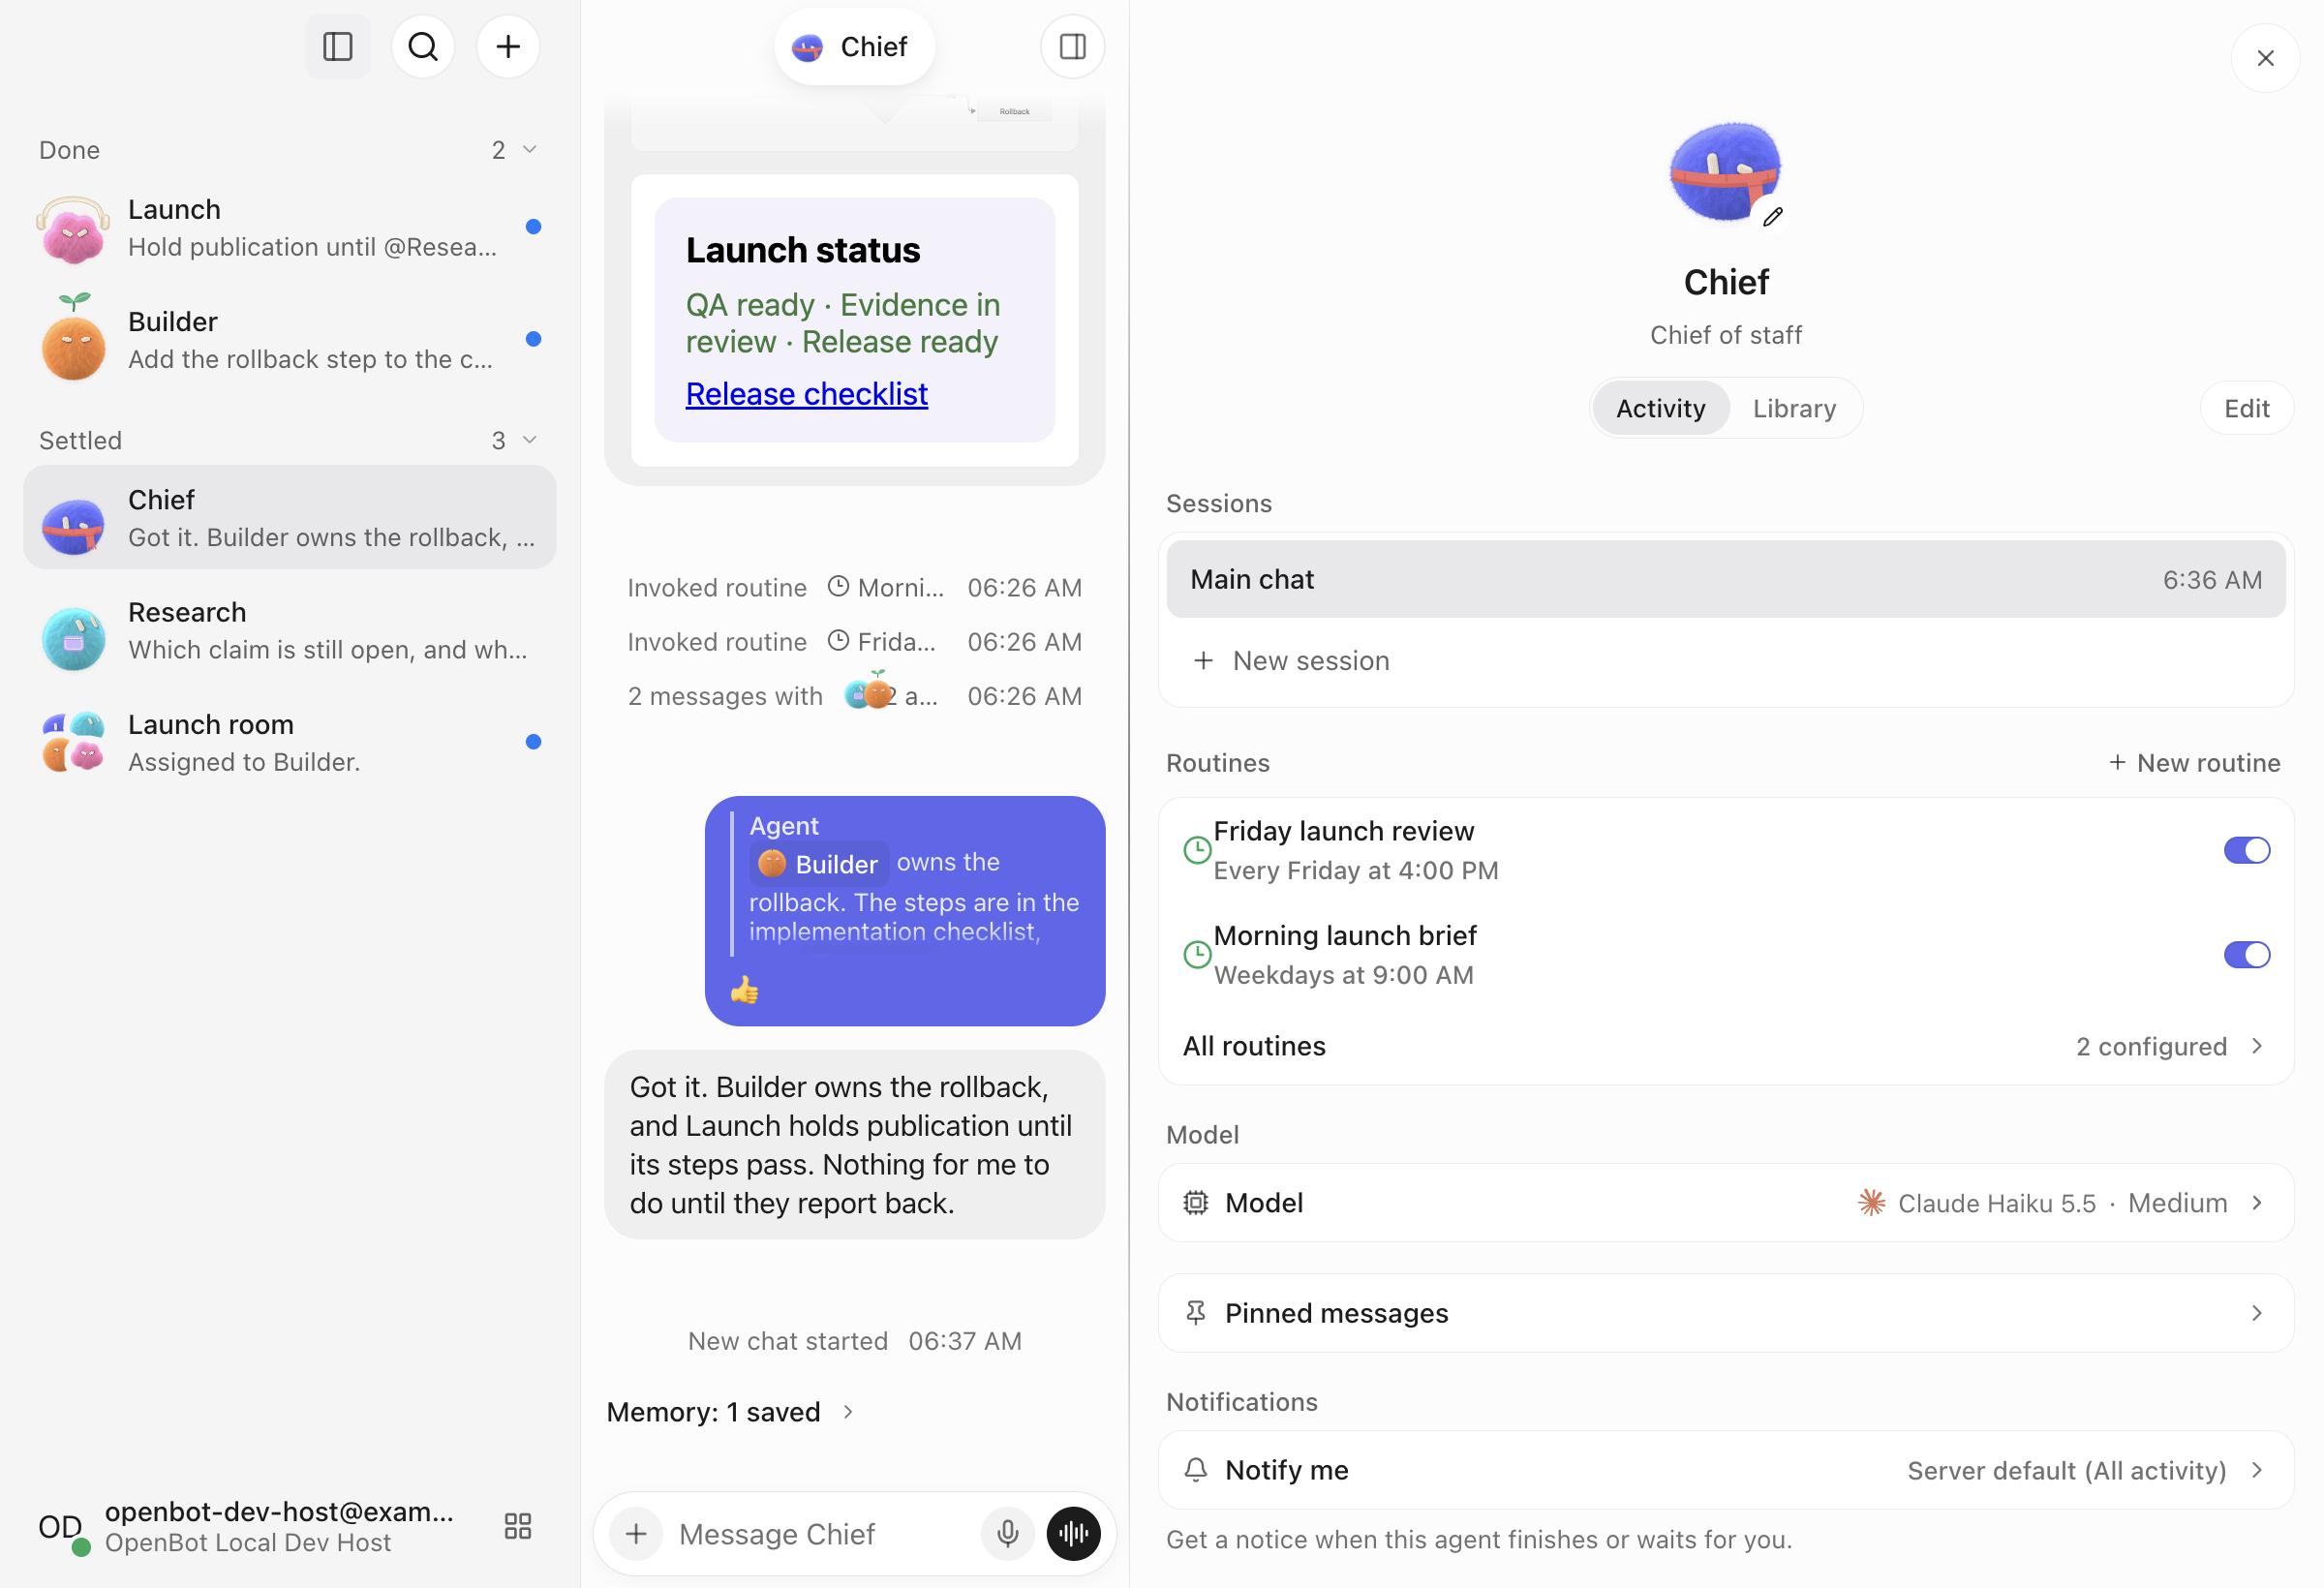 Done 2
Launch
Hold publication until @Resea...
Builder
Add the rollback step to the c...
Settled 3
Chief
Got it. Builder owns the rollback, ...
Research
Which claim is still open, and wh...
Launch room
Assigned to Builder.
OD
openbot-dev-host@exam...
OpenBot Local Dev Host
Chief
Rollback
Launch status
QA ready · Evidence in
review · Release ready
Release checklist
Invoked routine Morni... 06:26 AM
Invoked routine Frida... 06:26 AM
2 messages with 2 a... 06:26 AM
Agent
Builder owns the
rollback. The steps are in the
implementation checklist,
👍
Got it. Builder owns the rollback,
and Launch holds publication until
its steps pass. Nothing for me to
do until they report back.
New chat started 06:37 AM
Memory: 1 saved
Message Chief
Chief
Chief of staff
Activity Library
Edit
Sessions
Main chat 6:36 AM
+ New session
Routines + New routine
Friday launch review
Every Friday at 4:00 PM
Morning launch brief
Weekdays at 9:00 AM
All routines 2 configured
Model
Model Claude Haiku 5.5 · Medium
Pinned messages
Notifications
Notify me Server default (All activity)
Get a notice when this agent finishes or waits for you.